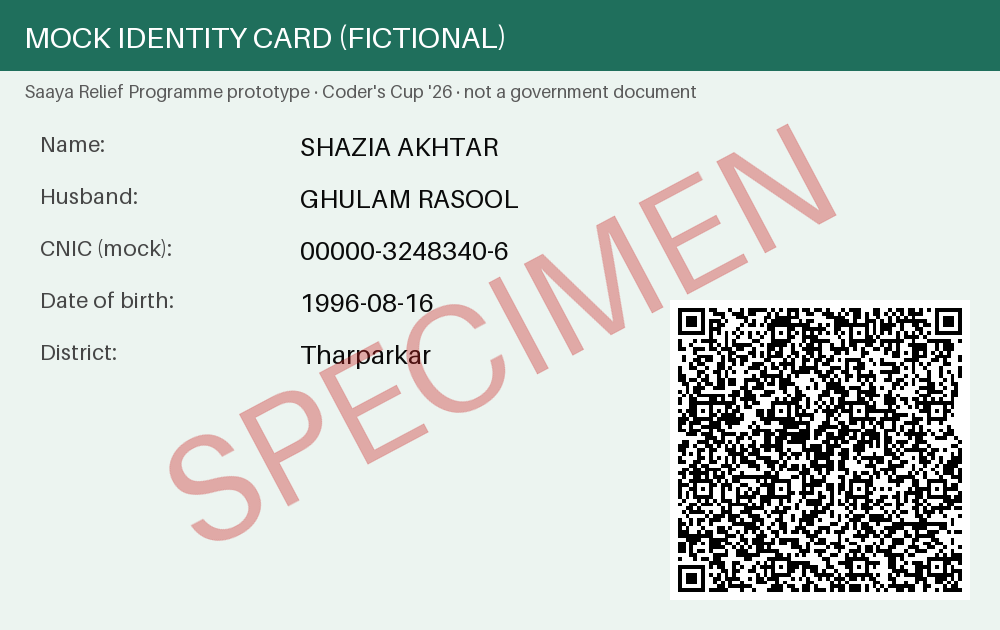 MOCK IDENTITY CARD (FICTIONAL)
Saaya Relief Programme prototype · Coder's Cup '26 · not a government document
Name: SHAZIA AKHTAR
Husband: GHULAM RASOOL
CNIC (mock): 00000-3248340-6
Date of birth: 1996-08-16
District: Tharparkar
SPECIMEN